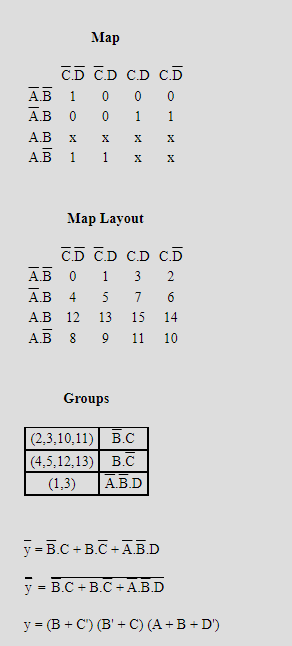 Map
C̅.D̅ C̅.D C.D C.D̅
A̅.B̅ 1 0 0 0
A̅.B 0 0 1 1
A.B x x x x
A.B̅ 1 1 x x
Map Layout
C̅.D̅ C̅.D C.D C.D̅
A̅.B̅ 0 1 3 2
A̅.B 4 5 7 6
A.B 12 13 15 14
A.B̅ 8 9 11 10
Groups
(2,3,10,11) B̅.C
(4,5,12,13) B.C̅
(1,3) A̅.B̅.D
y̅ = B̅.C + B.C̅ + A̅.B̅.D
y̿ = B̅.C + B.C̅ + A̅.B̅.D
y = (B + C') (B' + C) (A + B + D')